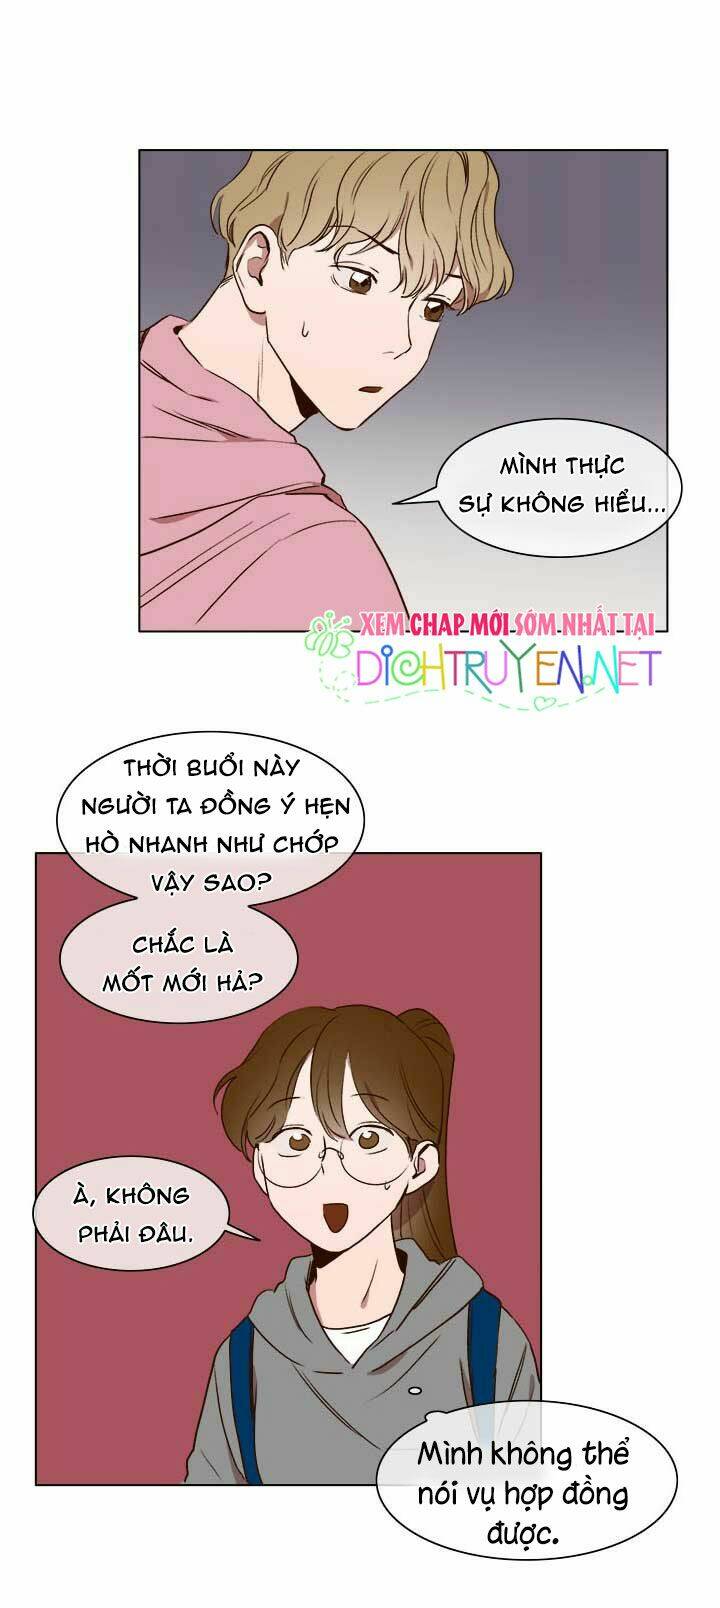 MÌNH THỰC
SỰ KHÔNG HIỂU...
XEM CHAP MỚI SỚM NHẤT TẠI
DICHTRUYEN.NET
THỜI BUỔI NÀY
NGƯỜI TA ĐỒNG Ý HẸN
HÒ NHANH NHƯ CHỚP
VẬY SAO?
CHẮC LÀ
MỐT MỚI HẢ?
À, KHÔNG
PHẢI ĐÂU.
Mình không thể
nói vụ hợp đồng
được.